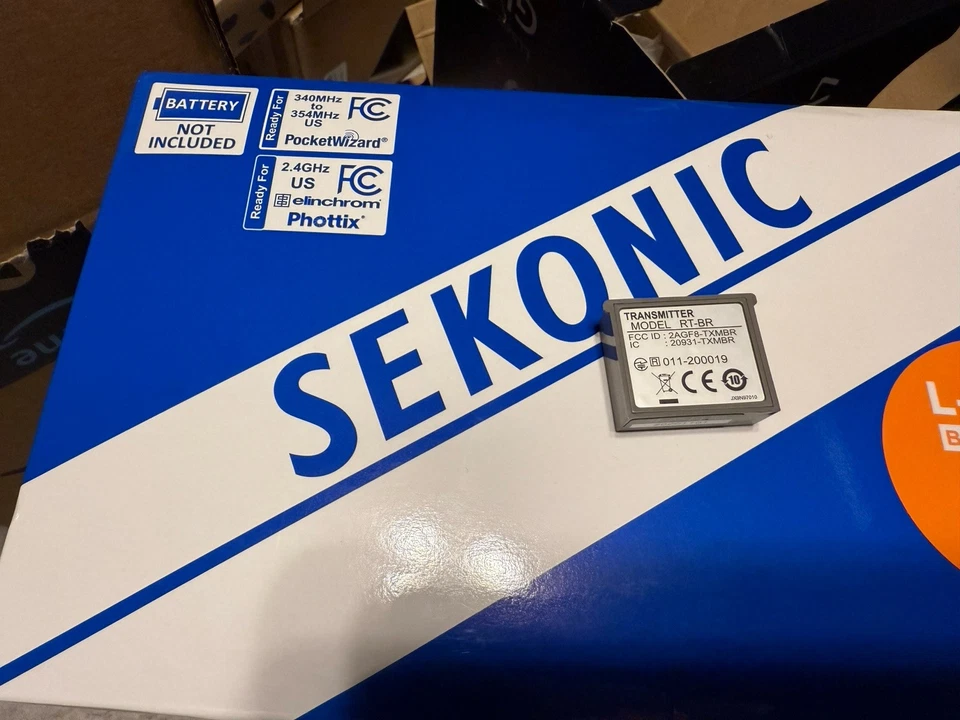 BATTERY
NOT
INCLUDED
Ready For
340MHz
to
354MHz
US
FC
PocketWizard®
Ready For
2.4GHz
US
FC
elinchrom
Phottix®
SEKONIC
TRANSMITTER
MODEL RT-BR
FCC ID : 2AGF8-TXMBR
IC : 20931-TXMBR
R 011-200019
CE 10
L-
B